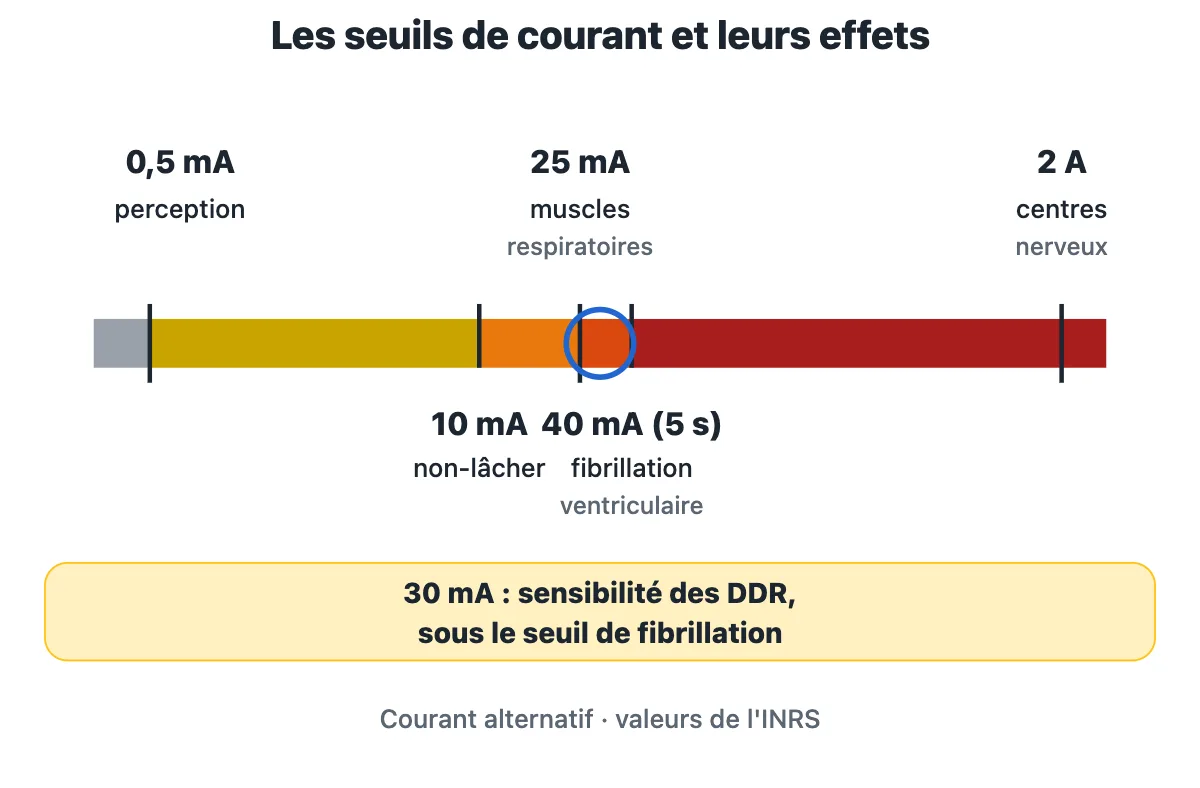 Les seuils de courant et leurs effets
0,5 mA
perception
25 mA
muscles
respiratoires
2 A
centres
nerveux
10 mA
non-lâcher
40 mA (5 s)
fibrillation
ventriculaire
30 mA : sensibilité des DDR,
sous le seuil de fibrillation
Courant alternatif · valeurs de l'INRS